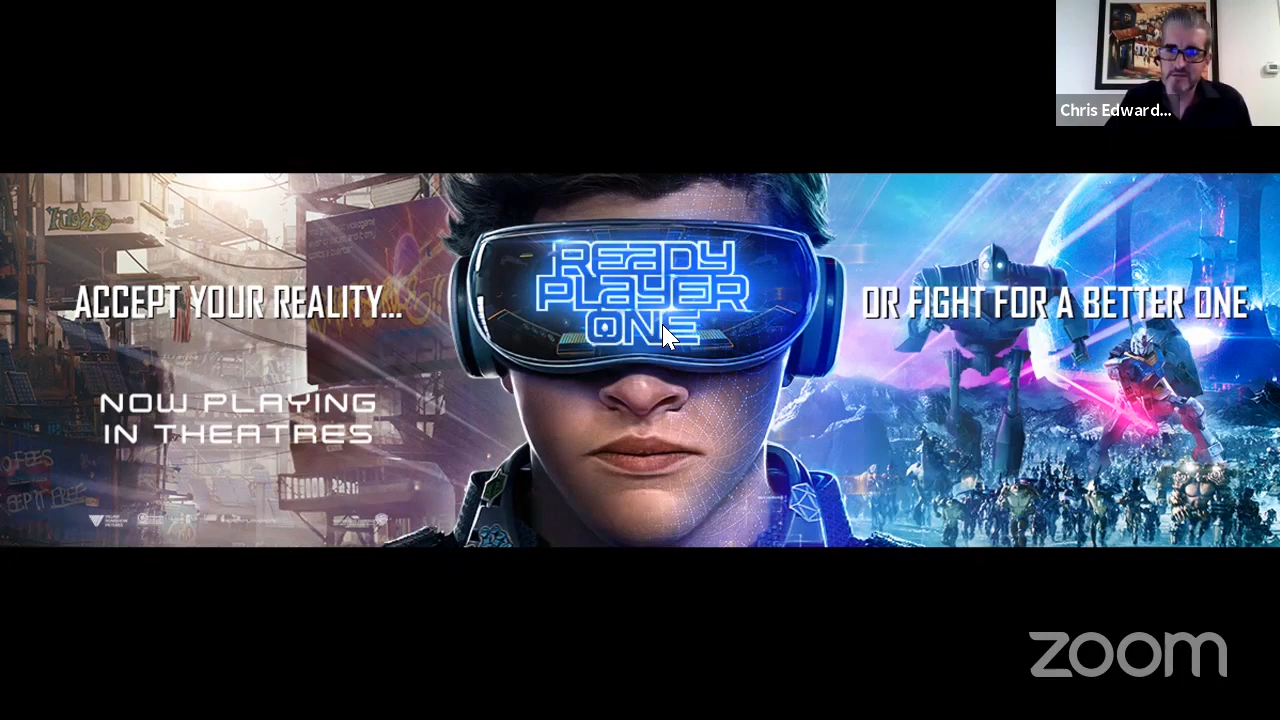 Chris Edward...
ACCEPT YOUR REALITY...
READY
PLAYER
ONE
OR FIGHT FOR A BETTER ONE
NOW PLAYING
IN THEATRES
zoom